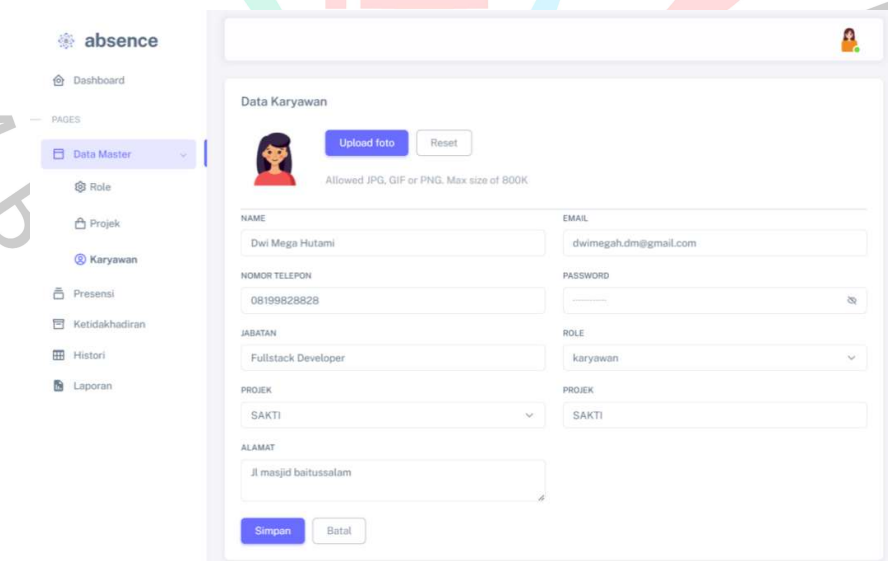 absence
Dashboard
PAGES
Data Master
Role
Projek
Karyawan
Presensi
Ketidakhadiran
Histori
Laporan
Data Karyawan
Upload foto Reset
Allowed JPG, GIF or PNG. Max size of 800K
NAME EMAIL
Dwi Mega Hutami dwimegah.dm@gmail.com
NOMOR TELEPON PASSWORD
08199828828 ············
JABATAN ROLE
Fullstack Developer karyawan
PROJEK PROJEK
SAKTI SAKTI
ALAMAT
Jl masjid baitussalam
Simpan Batal